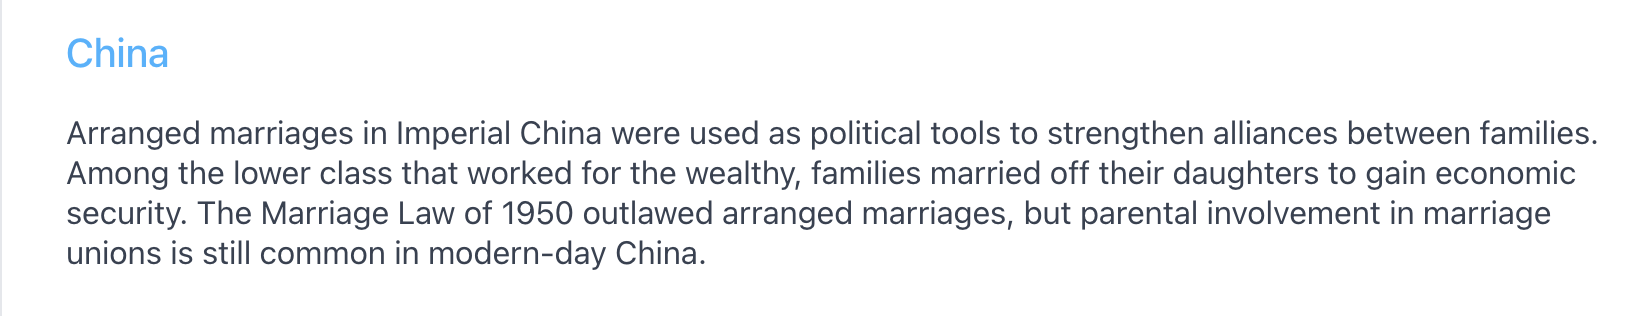 China
Arranged marriages in Imperial China were used as political tools to strengthen alliances between families.
Among the lower class that worked for the wealthy, families married off their daughters to gain economic
security. The Marriage Law of 1950 outlawed arranged marriages, but parental involvement in marriage
unions is still common in modern-day China.